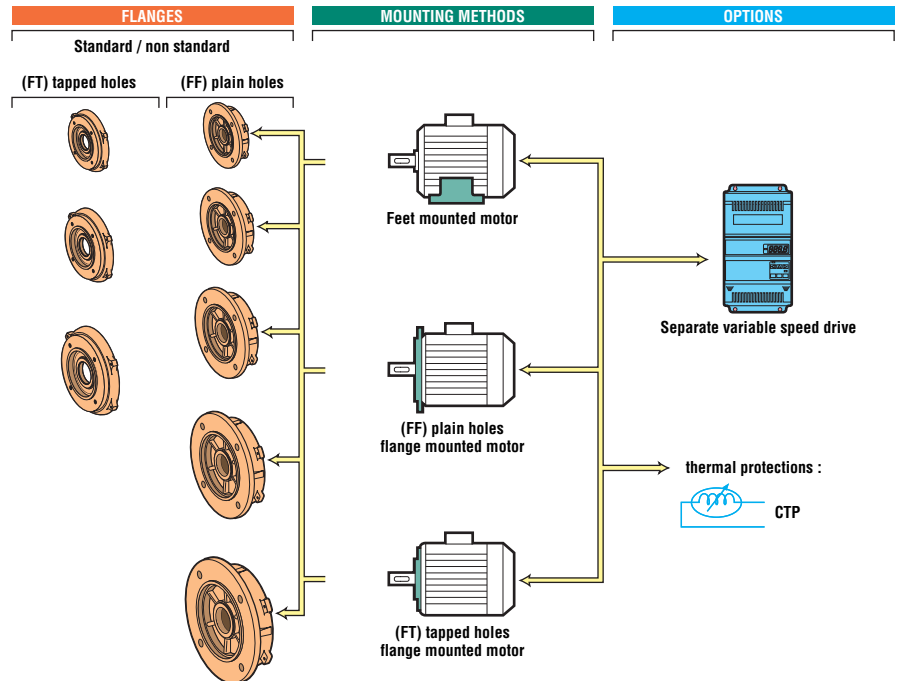 FLANGES
MOUNTING METHODS
OPTIONS
Standard / non standard
(FT) tapped holes
(FF) plain holes
Feet mounted motor
Separate variable speed drive
(FF) plain holes
flange mounted motor
thermal protections :
CTP
(FT) tapped holes
flange mounted motor